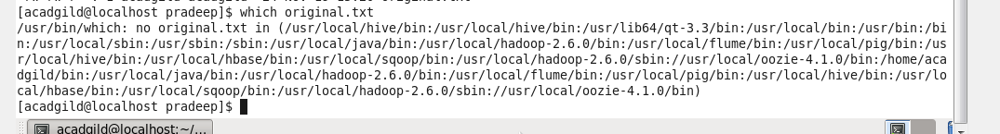 [acadgild@localhost pradeep]$ which original.txt
/usr/bin/which: no original.txt in (/usr/local/hive/bin:/usr/local/hive/bin:/usr/lib64/qt-3.3/bin:/usr/local/bin:/usr/bin:/bi
n:/usr/local/sbin:/usr/sbin:/sbin:/usr/local/java/bin:/usr/local/hadoop-2.6.0/bin:/usr/local/flume/bin:/usr/local/pig/bin:/us
r/local/hive/bin:/usr/local/hbase/bin:/usr/local/sqoop/bin:/usr/local/hadoop-2.6.0/sbin://usr/local/oozie-4.1.0/bin:/home/aca
dgild/bin:/usr/local/java/bin:/usr/local/hadoop-2.6.0/bin:/usr/local/flume/bin:/usr/local/pig/bin:/usr/local/hive/bin:/usr/lo
cal/hbase/bin:/usr/local/sqoop/bin:/usr/local/hadoop-2.6.0/sbin://usr/local/oozie-4.1.0/bin)
[acadgild@localhost pradeep]$
acadgild@localhost:~/...